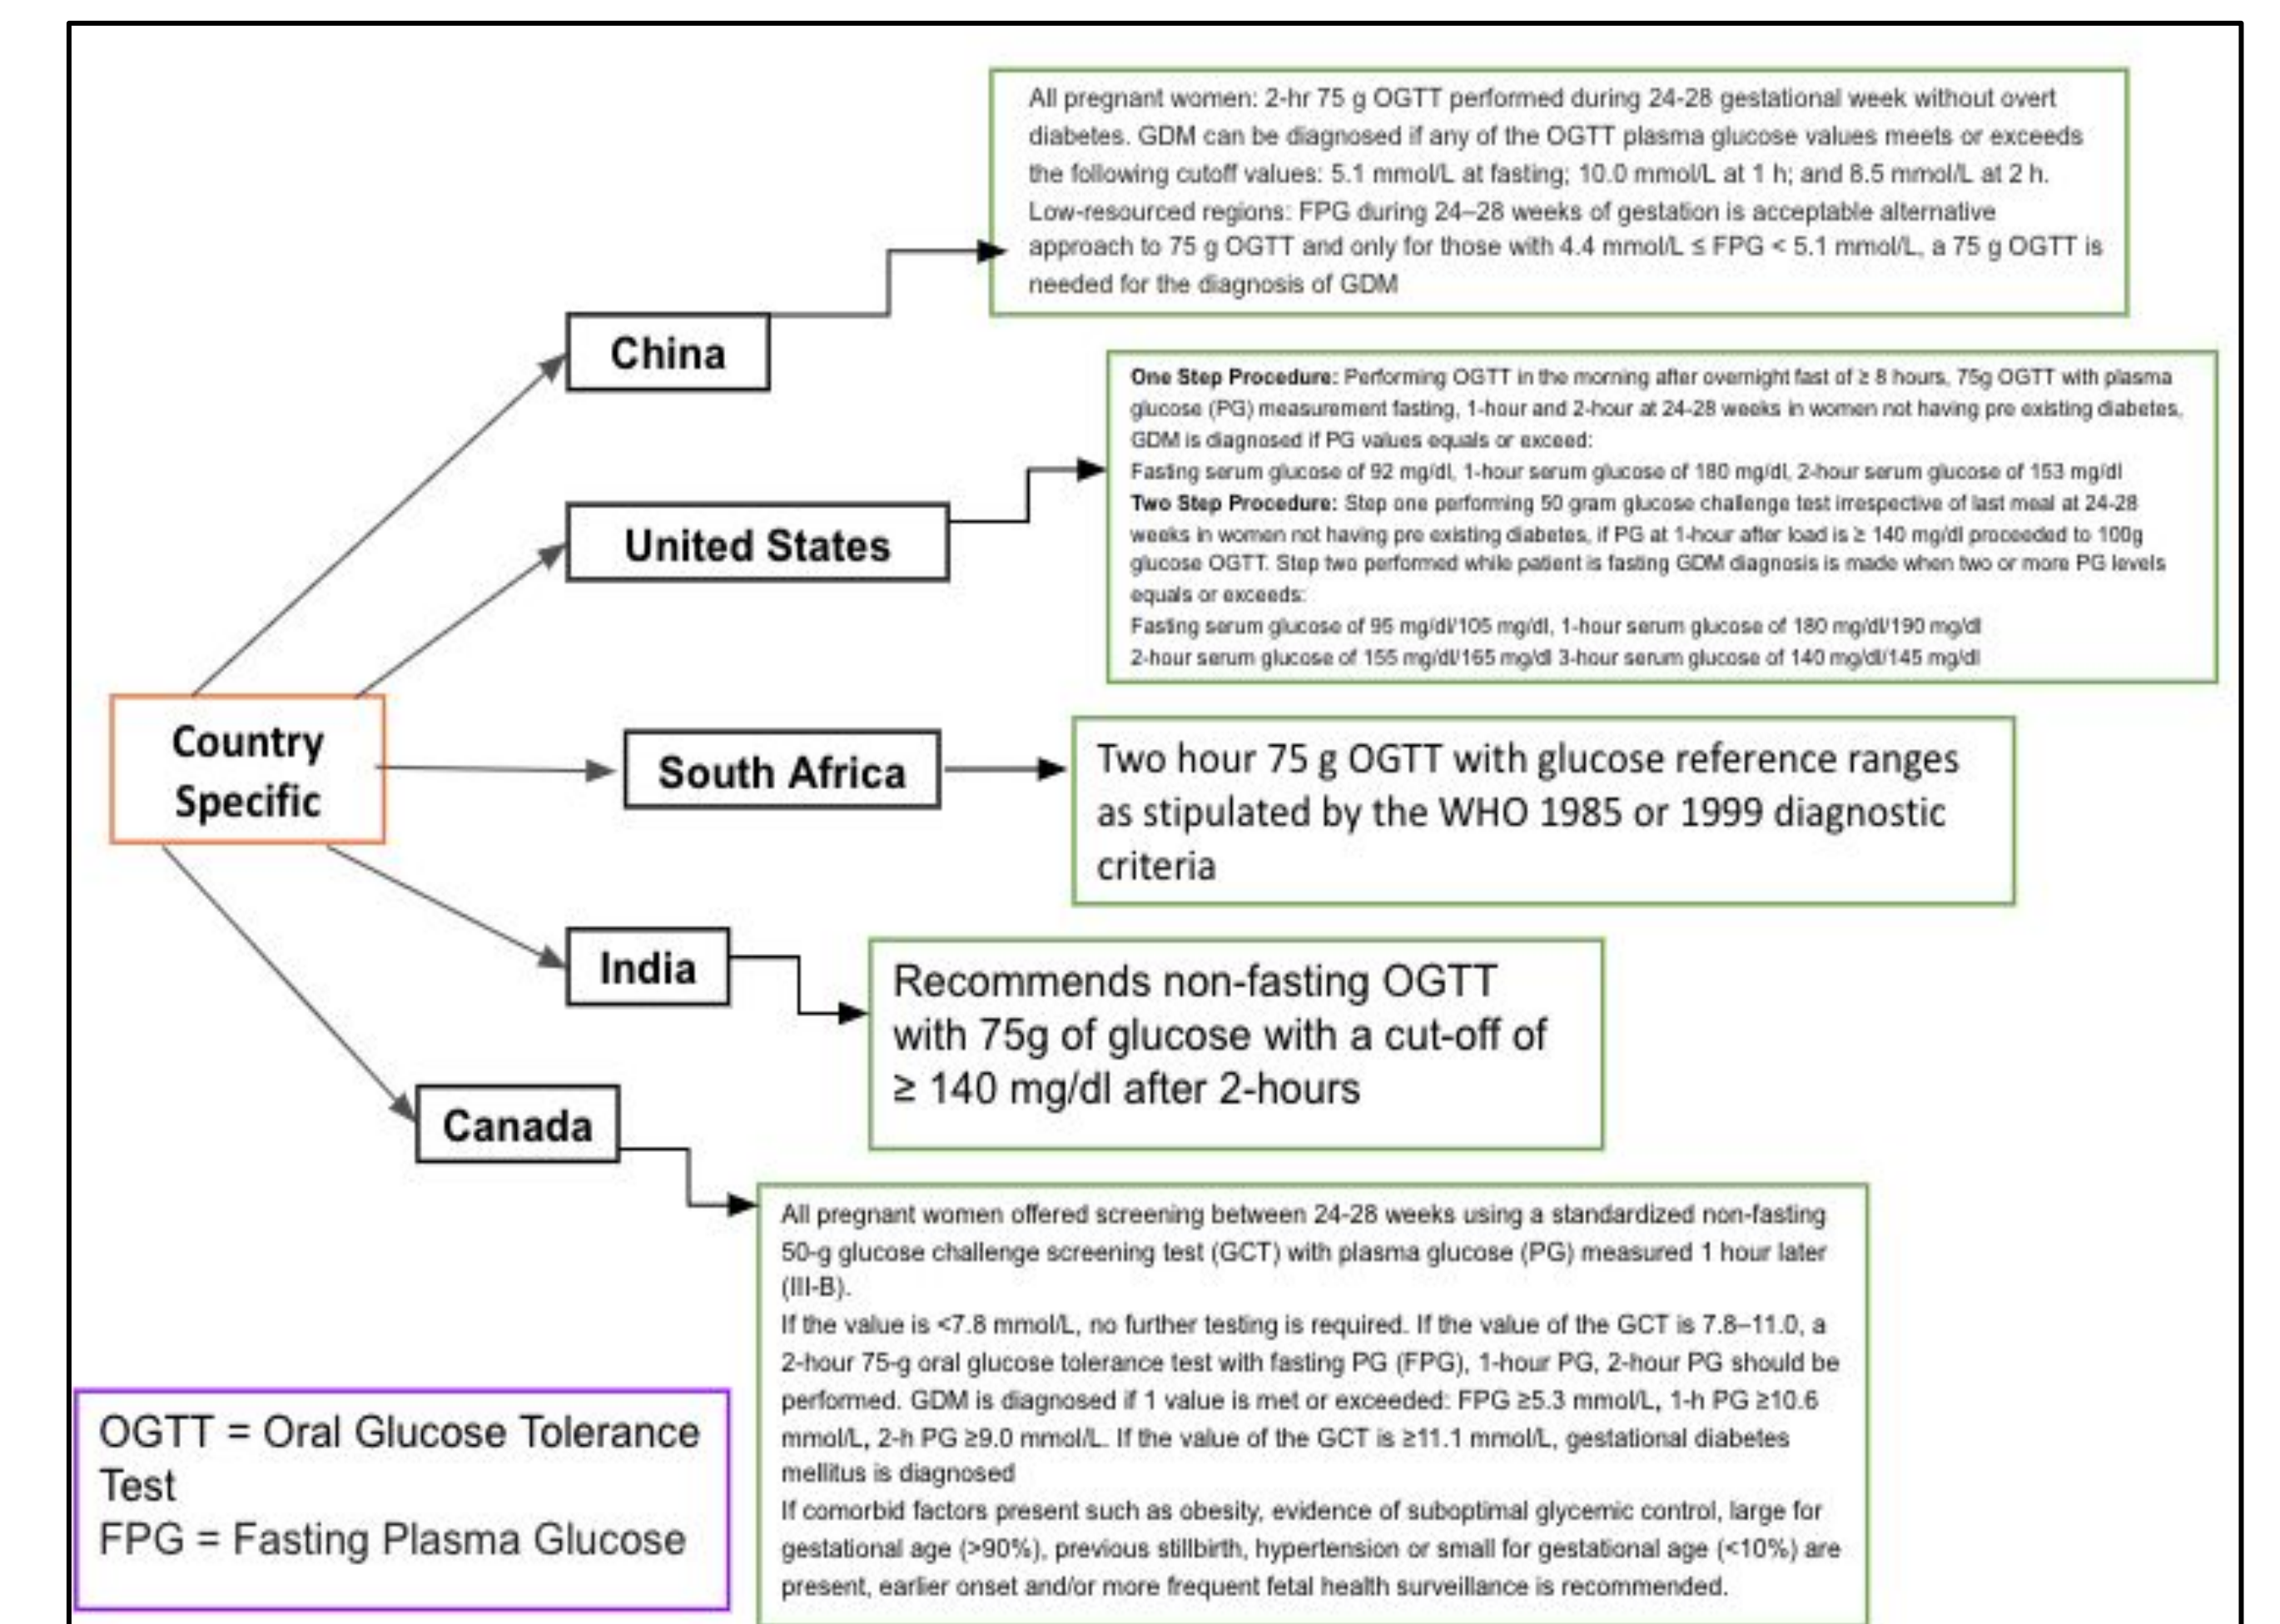 All pregnant women: 2-hr 75 g OGTT performed during 24-28 gestational week without overt
diabetes. GDM can be diagnosed if any of the OGTT plasma glucose values meets or exceeds
the following cutoff values: 5.1 mmol/L at fasting; 10.0 mmol/L at 1 h; and 8.5 mmol/L at 2 h.
Low-resourced regions: FPG during 24–28 weeks of gestation is acceptable alternative
approach to 75 g OGTT and only for those with 4.4 mmol/L ≤ FPG < 5.1 mmol/L, a 75 g OGTT is
needed for the diagnosis of GDM
China
One Step Procedure: Performing OGTT in the morning after overnight fast of ≥ 8 hours, 75g OGTT with plasma
glucose (PG) measurement fasting, 1-hour and 2-hour at 24-28 weeks in women not having pre existing diabetes,
GDM is diagnosed if PG values equals or exceed:
Fasting serum glucose of 92 mg/dl, 1-hour serum glucose of 180 mg/dl, 2-hour serum glucose of 153 mg/dl
Two Step Procedure: Step one performing 50 gram glucose challenge test irrespective of last meal at 24-28
weeks in women not having pre existing diabetes, if PG at 1-hour after load is ≥ 140 mg/dl proceeded to 100g
glucose OGTT. Step two performed while patient is fasting GDM diagnosis is made when two or more PG levels
equals or exceeds:
Fasting serum glucose of 95 mg/dl/105 mg/dl, 1-hour serum glucose of 180 mg/dl/190 mg/dl
2-hour serum glucose of 155 mg/dl/165 mg/dl 3-hour serum glucose of 140 mg/dl/145 mg/dl
United States
Country
Specific
South Africa
Two hour 75 g OGTT with glucose reference ranges
as stipulated by the WHO 1985 or 1999 diagnostic
criteria
India
Recommends non-fasting OGTT
with 75g of glucose with a cut-off of
≥ 140 mg/dl after 2-hours
Canada
All pregnant women offered screening between 24-28 weeks using a standardized non-fasting
50-g glucose challenge screening test (GCT) with plasma glucose (PG) measured 1 hour later
(III-B).
If the value is <7.8 mmol/L, no further testing is required. If the value of the GCT is 7.8–11.0, a
2-hour 75-g oral glucose tolerance test with fasting PG (FPG), 1-hour PG, 2-hour PG should be
performed. GDM is diagnosed if 1 value is met or exceeded: FPG ≥5.3 mmol/L, 1-h PG ≥10.6
mmol/L, 2-h PG ≥9.0 mmol/L. If the value of the GCT is ≥11.1 mmol/L, gestational diabetes
mellitus is diagnosed
If comorbid factors present such as obesity, evidence of suboptimal glycemic control, large for
gestational age (>90%), previous stillbirth, hypertension or small for gestational age (<10%) are
present, earlier onset and/or more frequent fetal health surveillance is recommended.
OGTT = Oral Glucose Tolerance
Test
FPG = Fasting Plasma Glucose